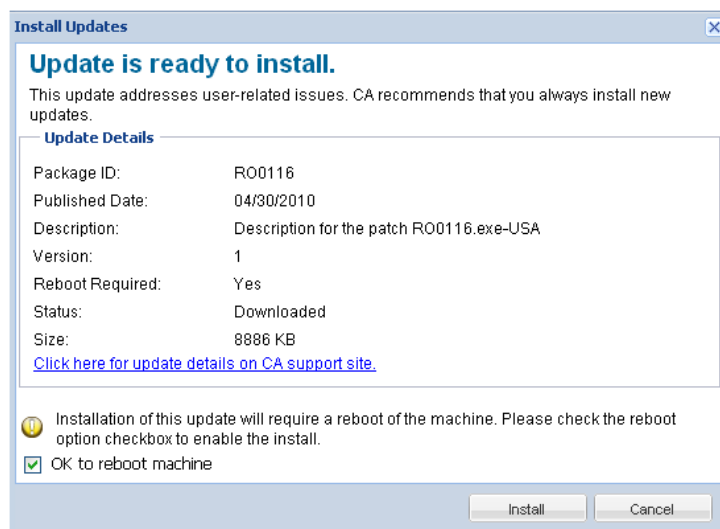 Install Updates
Update is ready to install.
This update addresses user-related issues. CA recommends that you always install new
updates.
Update Details
Package ID: RO0116
Published Date: 04/30/2010
Description: Description for the patch RO0116.exe-USA
Version: 1
Reboot Required: Yes
Status: Downloaded
Size: 8886 KB
Click here for update details on CA support site.
Installation of this update will require a reboot of the machine. Please check the reboot
option checkbox to enable the install.
OK to reboot machine
Install Cancel